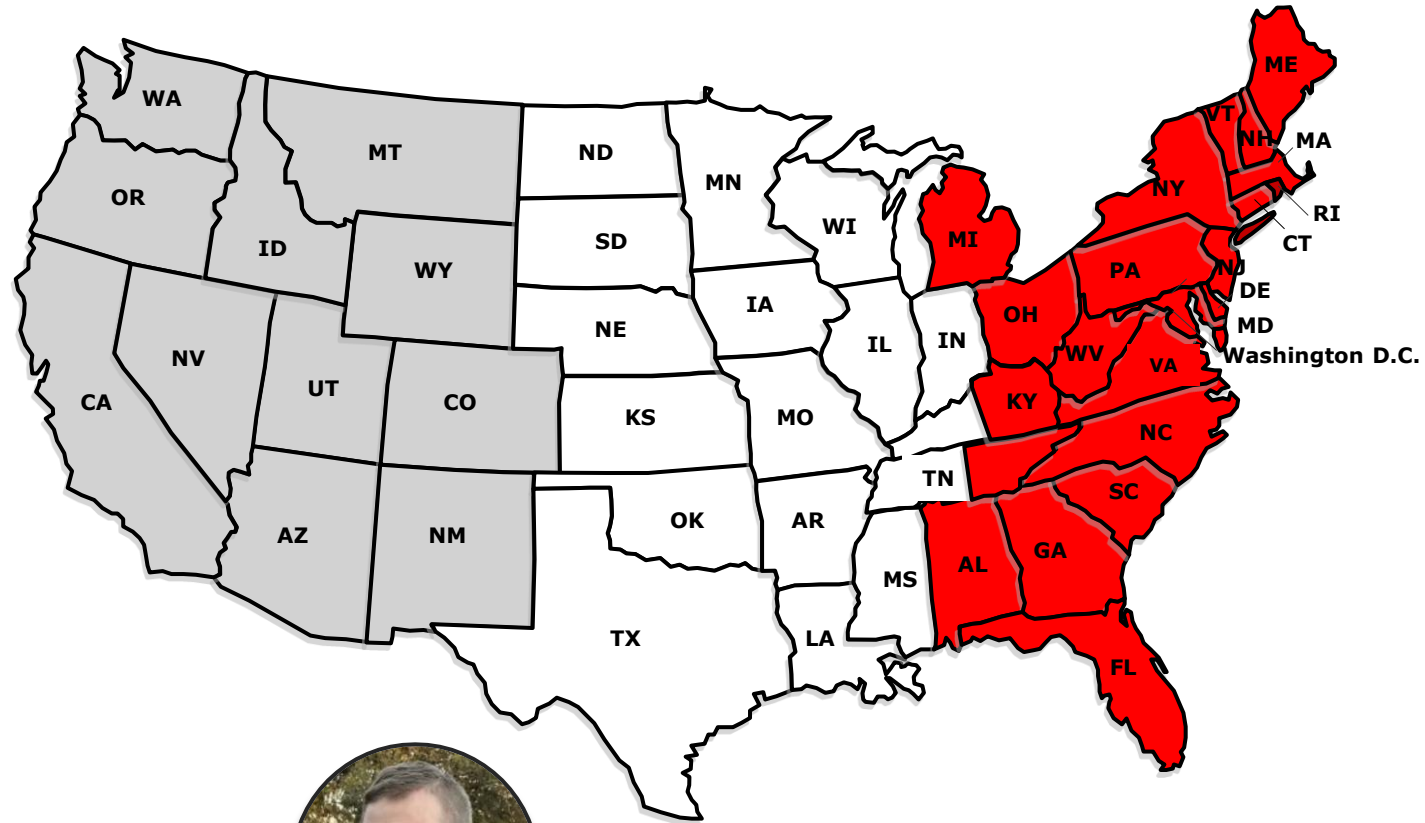 ME
WA
VT
NH
MA
MT
ND
MN
OR
NY
RI
WI
SD
MI
CT
ID
WY
PA
NJ
DE
IA
OH
MD
NE
IN
IL
WV
Washington D.C.
NV
VA
UT
CA
CO
KY
KS
MO
NC
TN
SC
OK
AR
AZ
NM
GA
AL
MS
TX
LA
FL